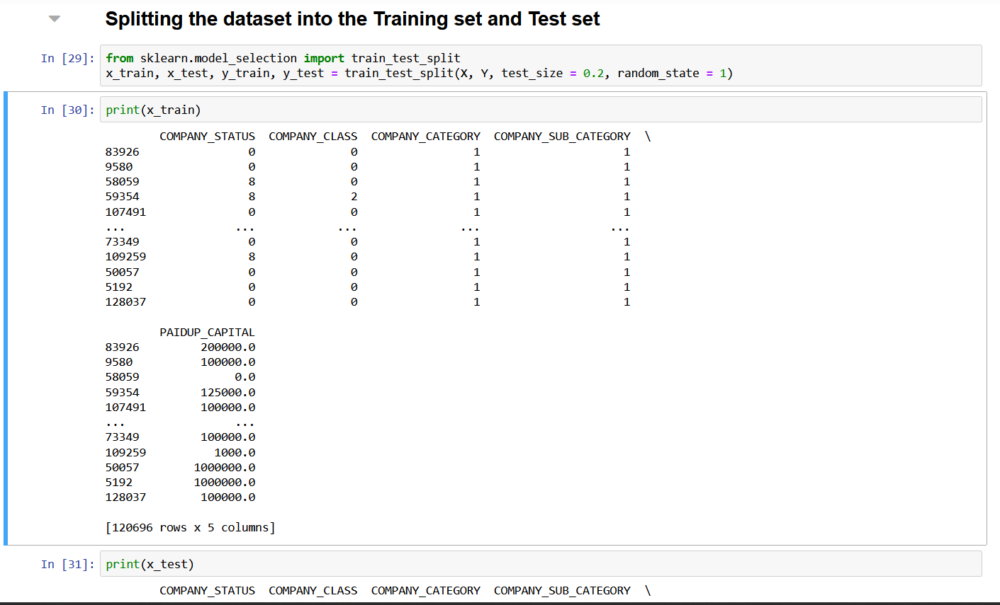 Splitting the dataset into the Training set and Test set
In [29]: from sklearn.model_selection import train_test_split
x_train, x_test, y_train, y_test = train_test_split(X, Y, test_size = 0.2, random_state = 1)
In [30]: print(x_train)
COMPANY_STATUS COMPANY_CLASS COMPANY_CATEGORY COMPANY_SUB_CATEGORY \
83926 0 0 1 1
9580 0 0 1 1
58059 8 0 1 1
59354 8 2 1 1
107491 0 0 1 1
... ... ... ... ...
73349 0 0 1 1
109259 8 0 1 1
50057 0 0 1 1
5192 0 0 1 1
128037 0 0 1 1
PAIDUP_CAPITAL
83926 200000.0
9580 100000.0
58059 0.0
59354 125000.0
107491 100000.0
... ...
73349 100000.0
109259 1000.0
50057 1000000.0
5192 1000000.0
128037 100000.0
[120696 rows x 5 columns]
In [31]: print(x_test)
COMPANY_STATUS COMPANY_CLASS COMPANY_CATEGORY COMPANY_SUB_CATEGORY \